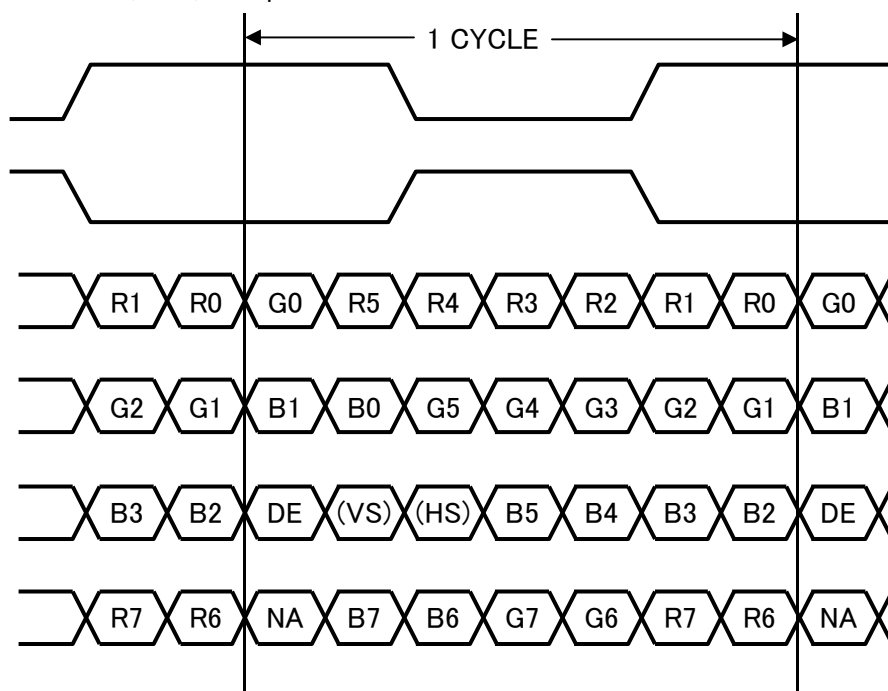 1 CYCLE
R1 R0 G0 R5 R4 R3 R2 R1 R0 G0
G2 G1 B1 B0 G5 G4 G3 G2 G1 B1
B3 B2 DE (VS) (HS) B5 B4 B3 B2 DE
R7 R6 NA B7 B6 G7 G6 R7 R6 NA